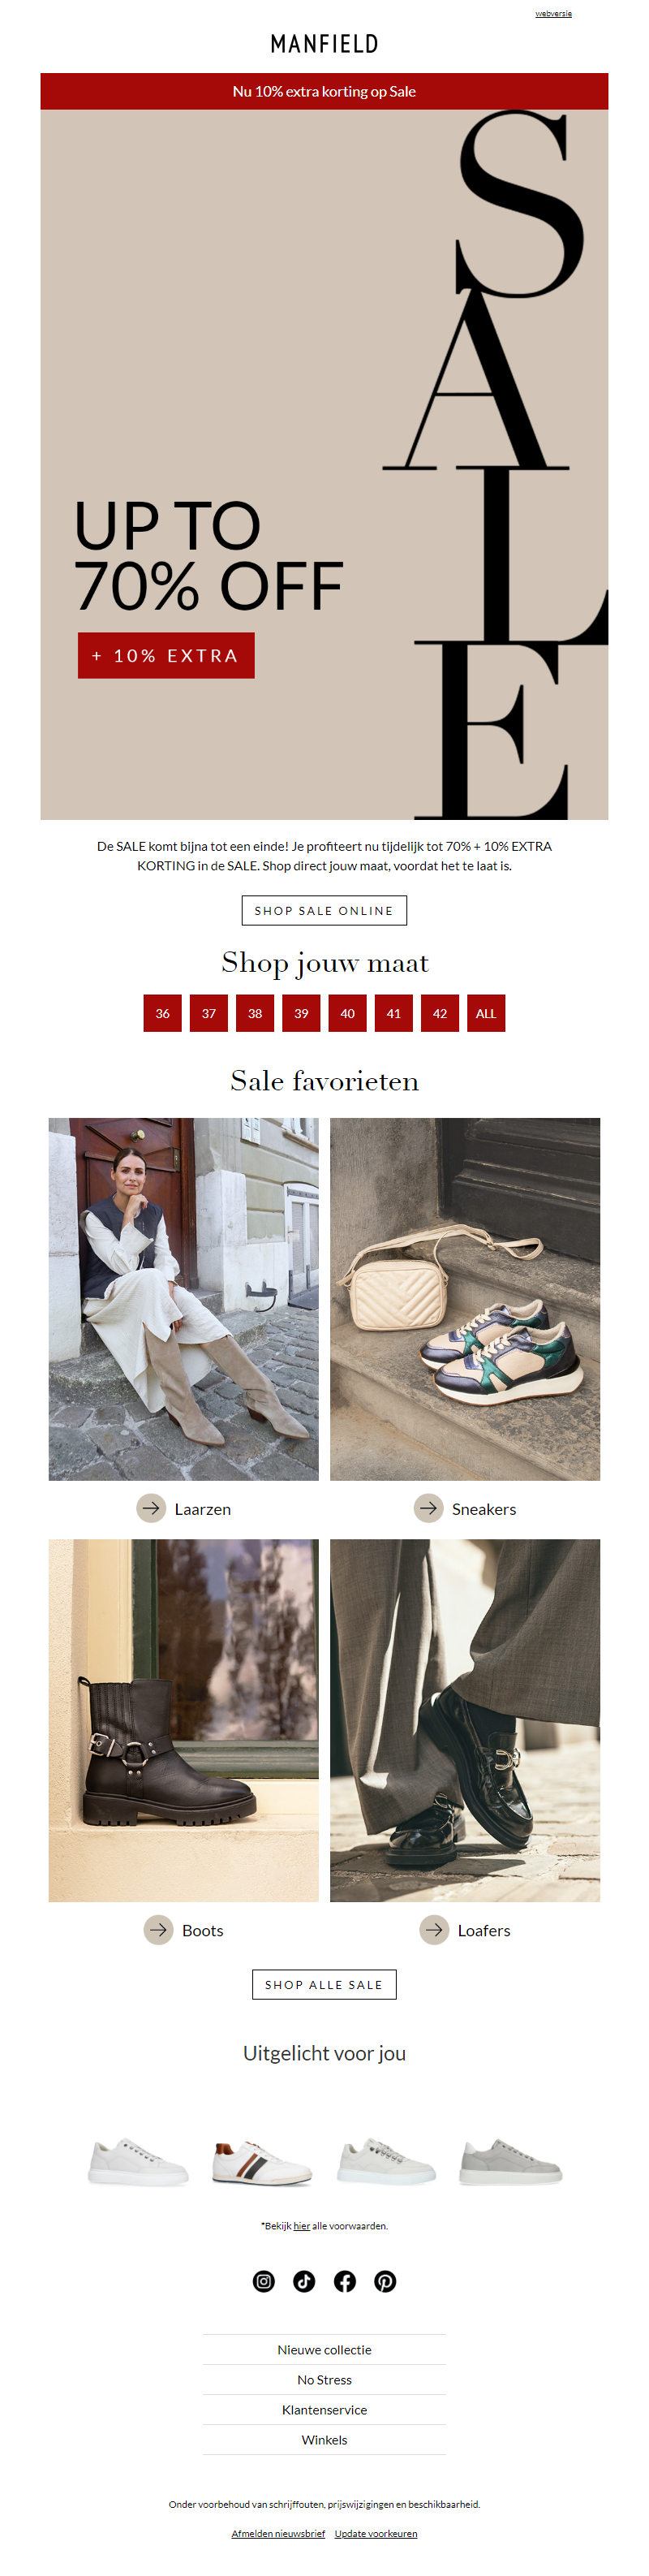 webversie
MANFIELD
Nu 10% extra korting op Sale
SALE
UP TO
70% OFF
+ 10% EXTRA
De SALE komt bijna tot een einde! Je profiteert nu tijdelijk tot 70% + 10% EXTRA
KORTING in de SALE. Shop direct jouw maat, voordat het te laat is.
SHOP SALE ONLINE
Shop jouw maat
36 37 38 39 40 41 42 ALL
Sale favorieten
Laarzen
Sneakers
Boots
Loafers
SHOP ALLE SALE
Uitgelicht voor jou
*Bekijk hier alle voorwaarden.
Nieuwe collectie
No Stress
Klantenservice
Winkels
Onder voorbehoud van schrijffouten, prijswijzigingen en beschikbaarheid.
Afmelden nieuwsbrief Update voorkeuren